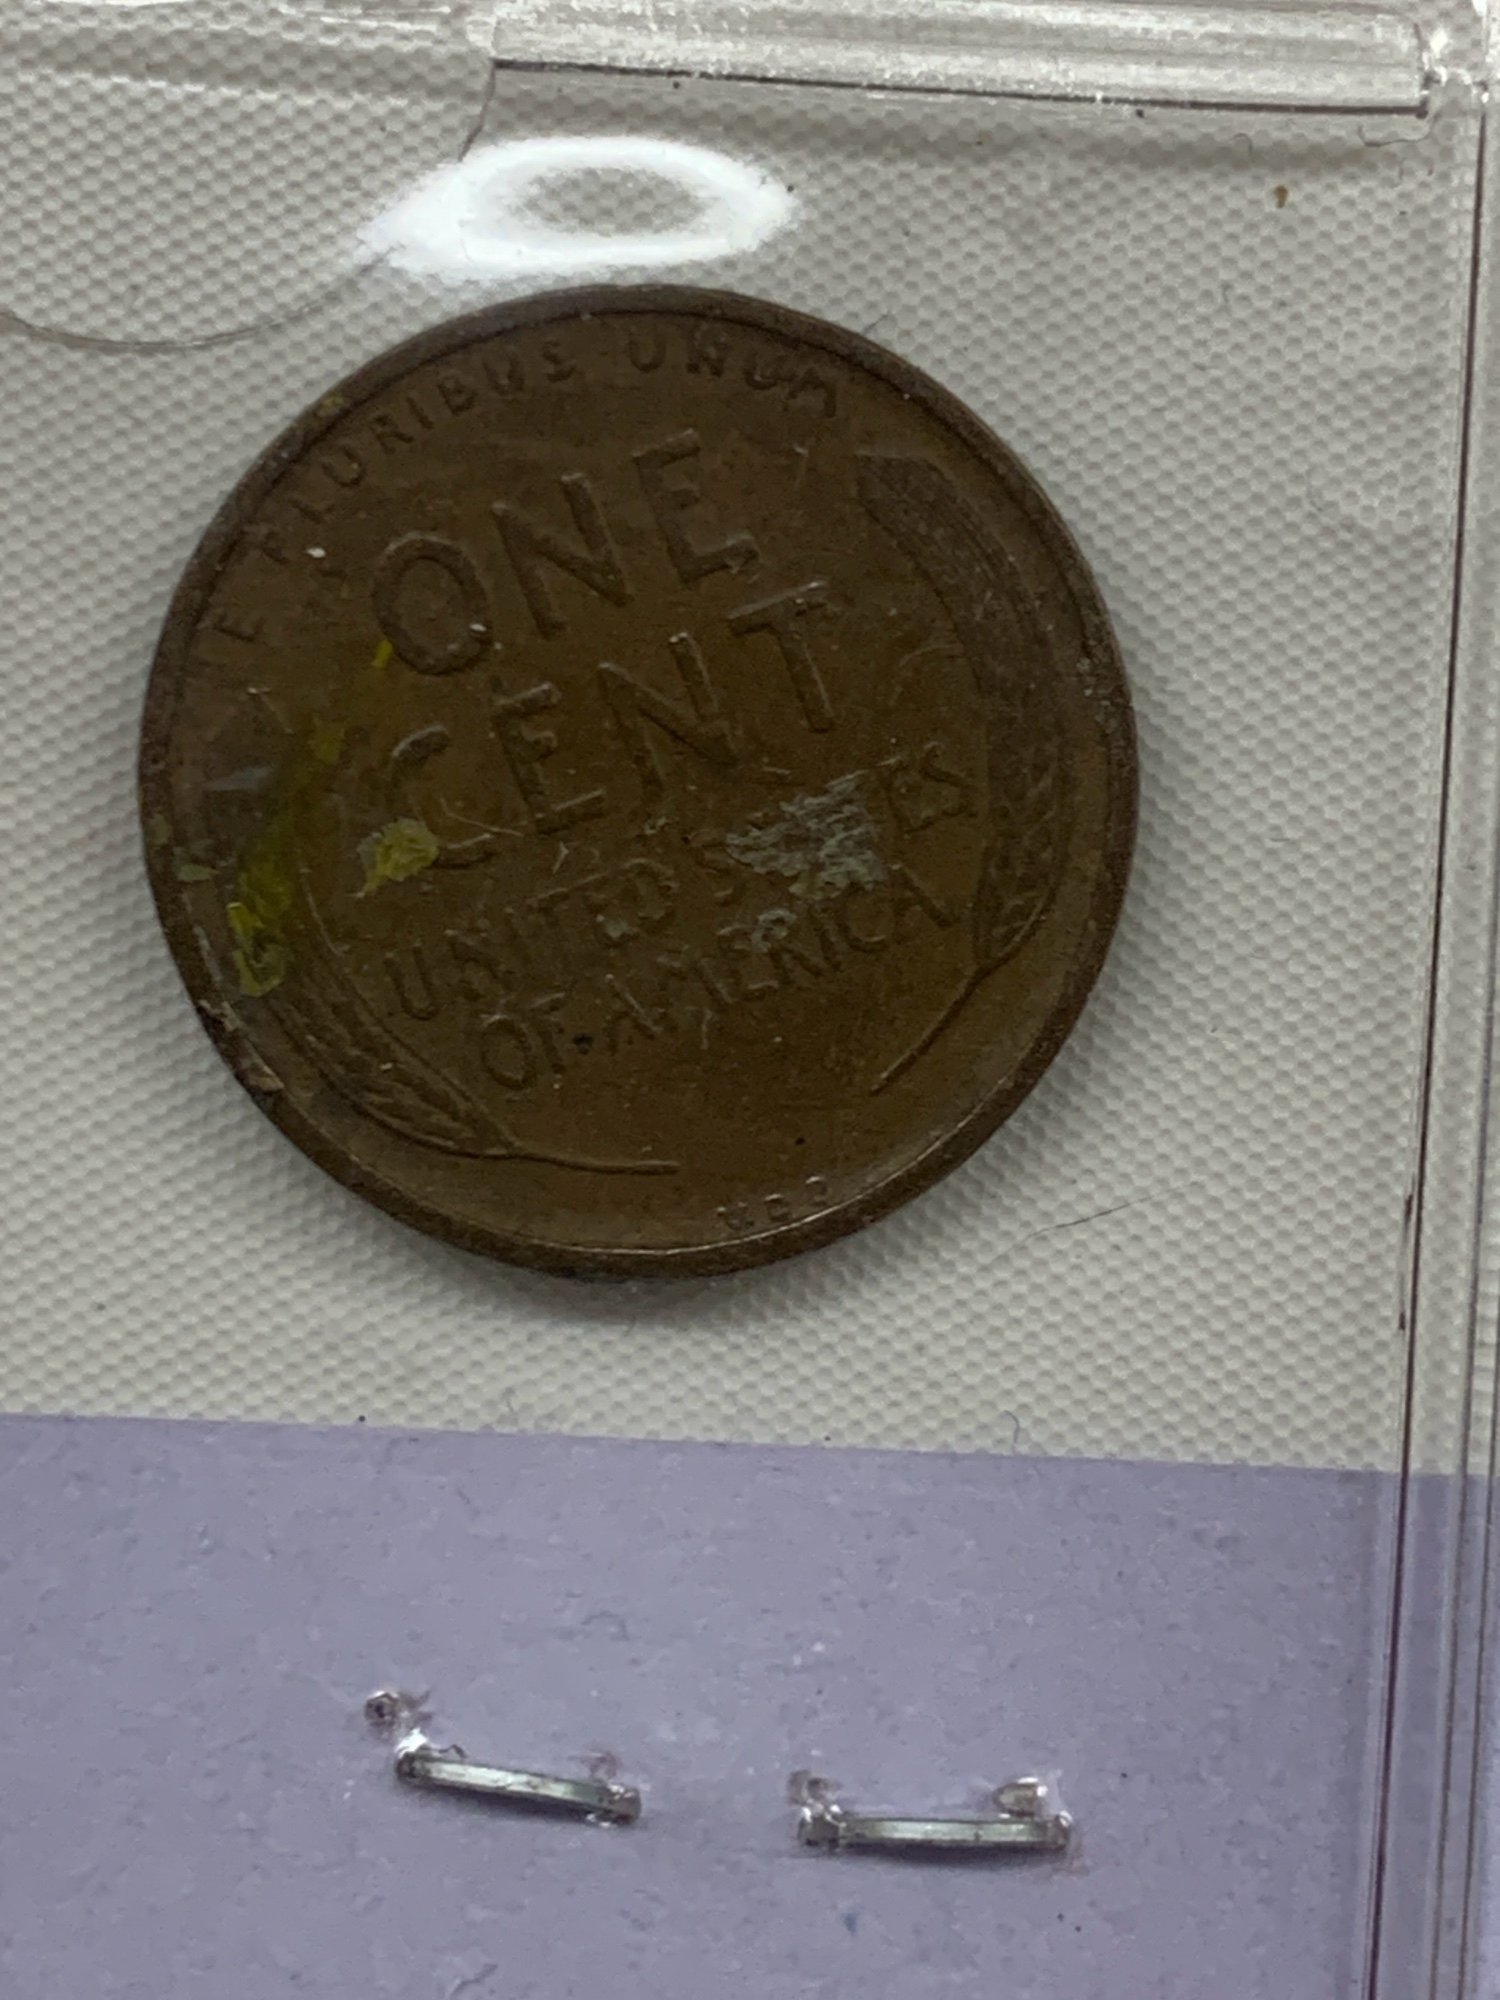 E · PLURIBUS · UNUM
ONE
CENT
UNITED STATES
OF AMERICA
V.D.B.